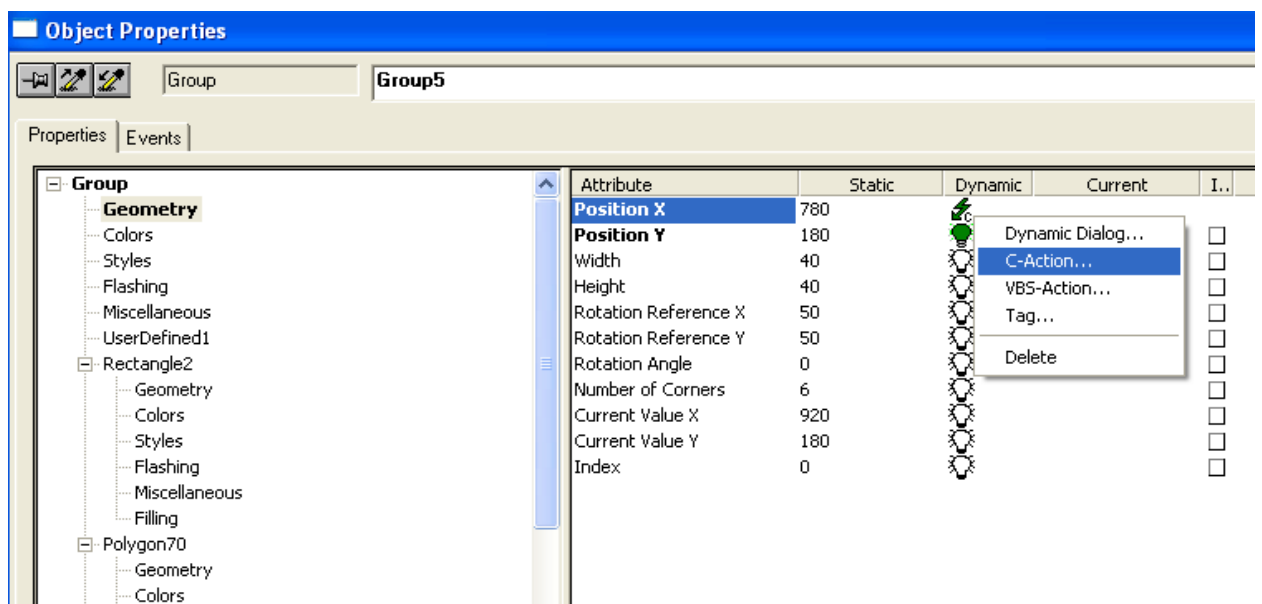 Object Properties
Group Group5
Properties Events
Group
Geometry
Colors
Styles
Flashing
Miscellaneous
UserDefined1
Rectangle2
Geometry
Colors
Styles
Flashing
Miscellaneous
Filling
Polygon70
Geometry
Colors
Attribute Static Dynamic Current I..
Position X 780 C
Position Y 180
Width 40
Height 40
Rotation Reference X 50
Rotation Reference Y 50
Rotation Angle 0
Number of Corners 6
Current Value X 920
Current Value Y 180
Index 0
Dynamic Dialog...
C-Action...
VBS-Action...
Tag...
Delete